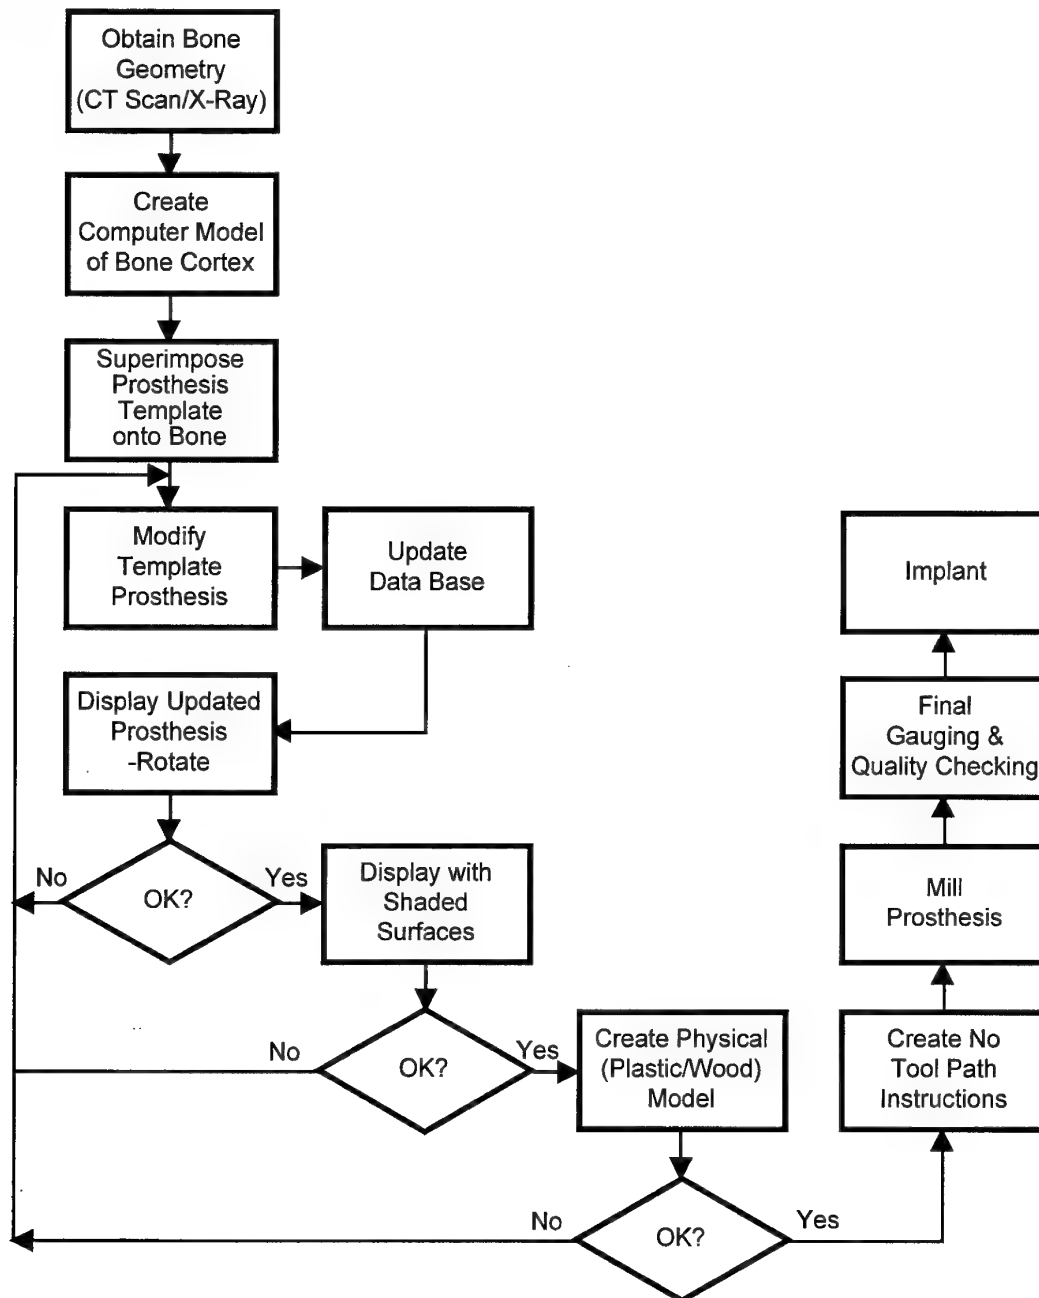 Obtain Bone
Geometry
(CT Scan/X-Ray)
Create
Computer Model
of Bone Cortex
Superimpose
Prosthesis
Template
onto Bone
Modify
Template
Prosthesis
Update
Data Base
Display Updated
Prosthesis
-Rotate
No
OK?
Yes
Display with
Shaded
Surfaces
No
OK?
Yes
Create Physical
(Plastic/Wood)
Model
No
OK?
Yes
Create No
Tool Path
Instructions
Mill
Prosthesis
Final
Gauging &
Quality Checking
Implant